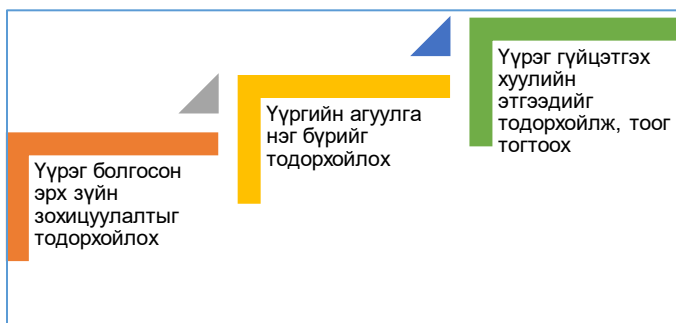 Үүрэг болгосон
эрх зүйн
зохицуулалтыг
тодорхойлох
Үүргийн агуулга
нэг бүрийг
тодорхойлох
Үүрэг гүйцэтгэх
хуулийн
этгээдийг
тодорхойлж, тоог
тогтоох